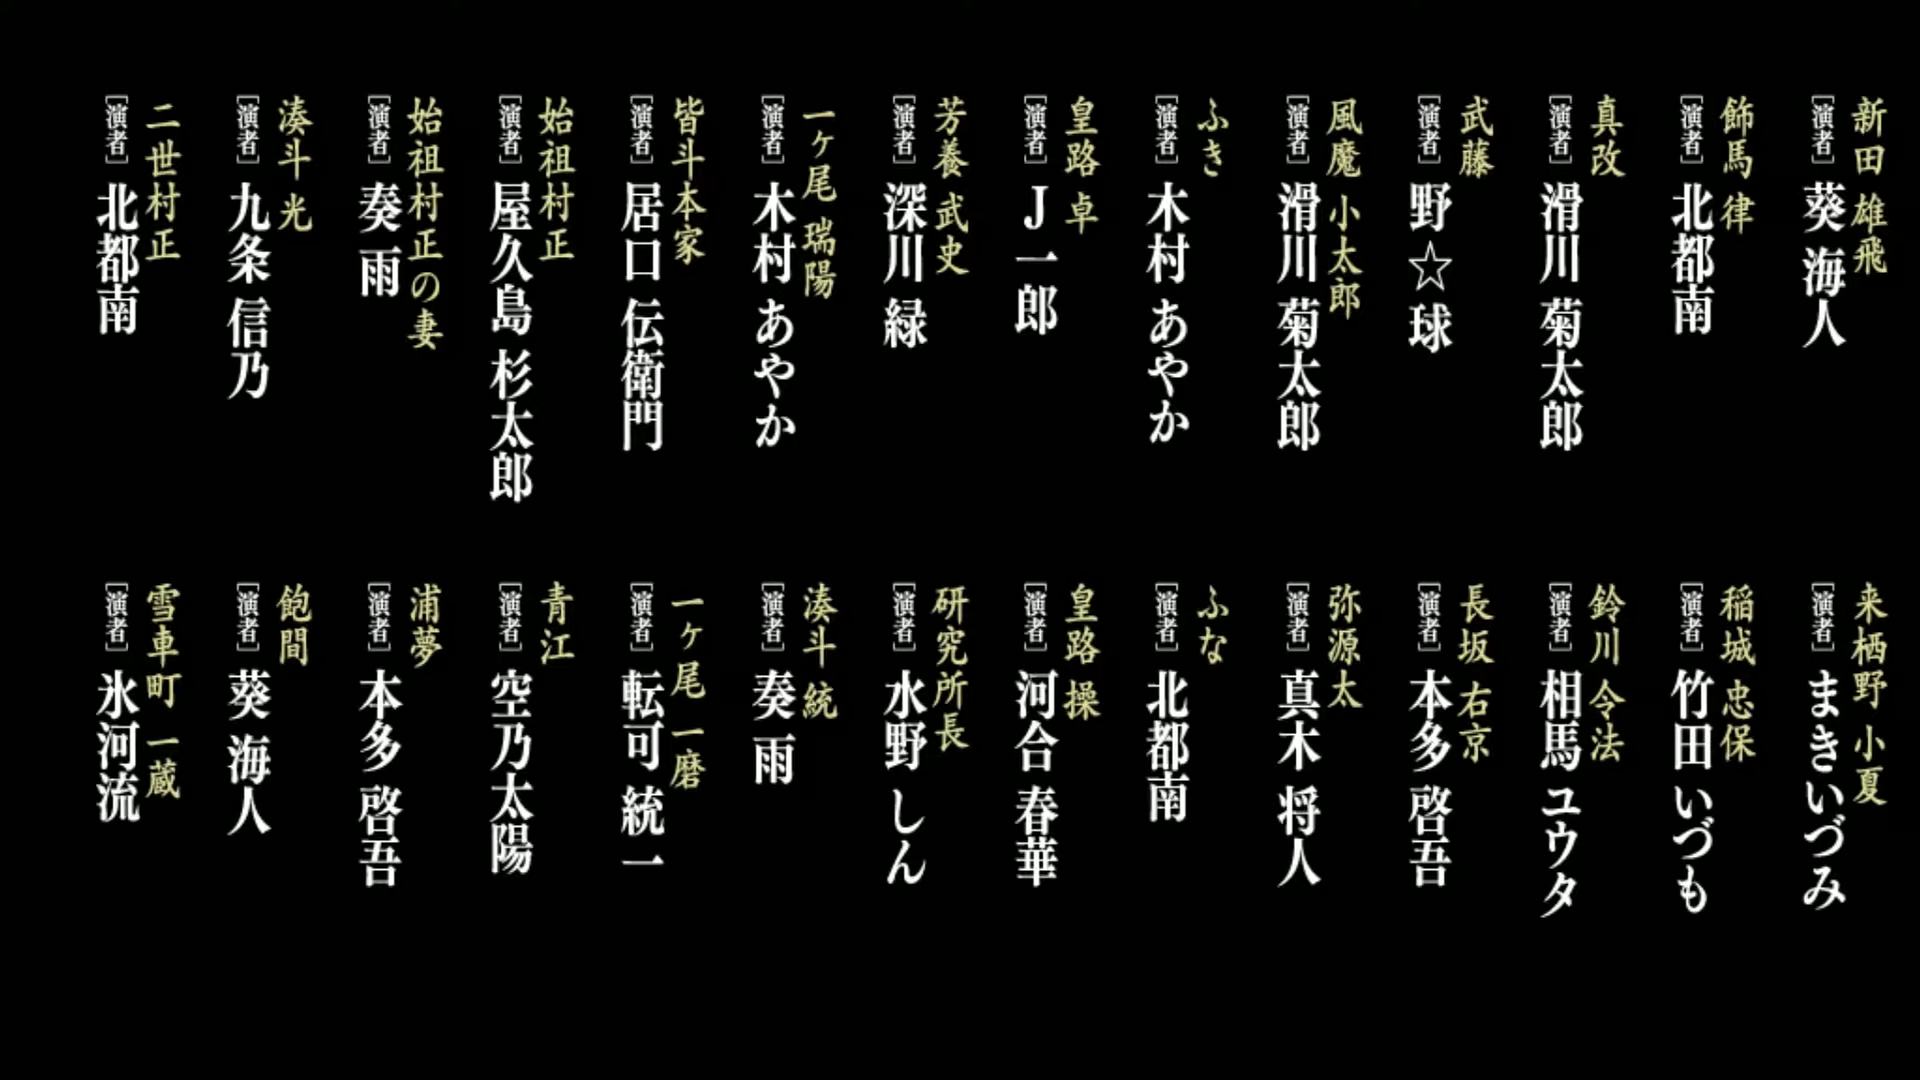 新田 雄飛
［演者］ 葵 海人
飾馬 律
［演者］ 北都南
真改
［演者］ 滑川 菊太郎
武藤
［演者］ 野☆球
風魔 小太郎
［演者］ 滑川 菊太郎
ふき
［演者］ 木村 あやか
皇路 卓
［演者］ J 一郎
芳養 武史
［演者］ 深川 緑
一ヶ尾 瑞陽
［演者］ 木村 あやか
皆斗本家
［演者］ 居口 伝衛門
始祖村正
［演者］ 屋久島 杉太郎
始祖村正の妻
［演者］ 奏 雨
湊斗 光
［演者］ 九条 信乃
二世村正
［演者］ 北都南
来栖野 小夏
［演者］ まきいづみ
稲城 忠保
［演者］ 竹田 いづも
鈴川 令法
［演者］ 相馬 ユウタ
長坂 右京
［演者］ 本多 啓吾
弥源太
［演者］ 真木 将人
ふな
［演者］ 北都南
皇路 操
［演者］ 河合 春華
研究所長
［演者］ 水野 しん
湊斗 統
［演者］ 奏 雨
一ヶ尾 一磨
［演者］ 転可 統一
青江
［演者］ 空乃太陽
浦夢
［演者］ 本多 啓吾
飽間
［演者］ 葵 海人
雪車町 一蔵
［演者］ 氷河流